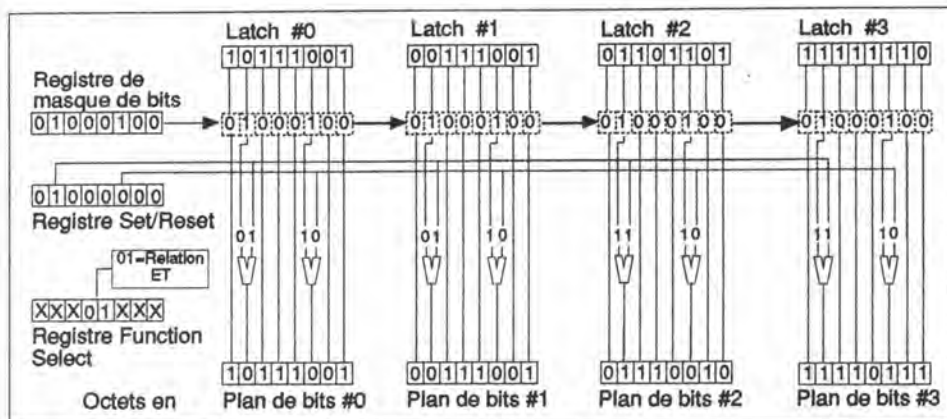 Latch #0 Latch #1 Latch #2 Latch #3
10111001 00111001 01101101 11111110
Registre de
masque de bits
01000100 01000100 01000100 01000100 01000100
01000000
Registre Set/Reset
01 10 01 10 11 10 11 10
01=Relation
ET
XXX01XXX
Registre Function
Select
10111001 00111001 01110010 11110111
Octets en Plan de bits #0 Plan de bits #1 Plan de bits #2 Plan de bits #3